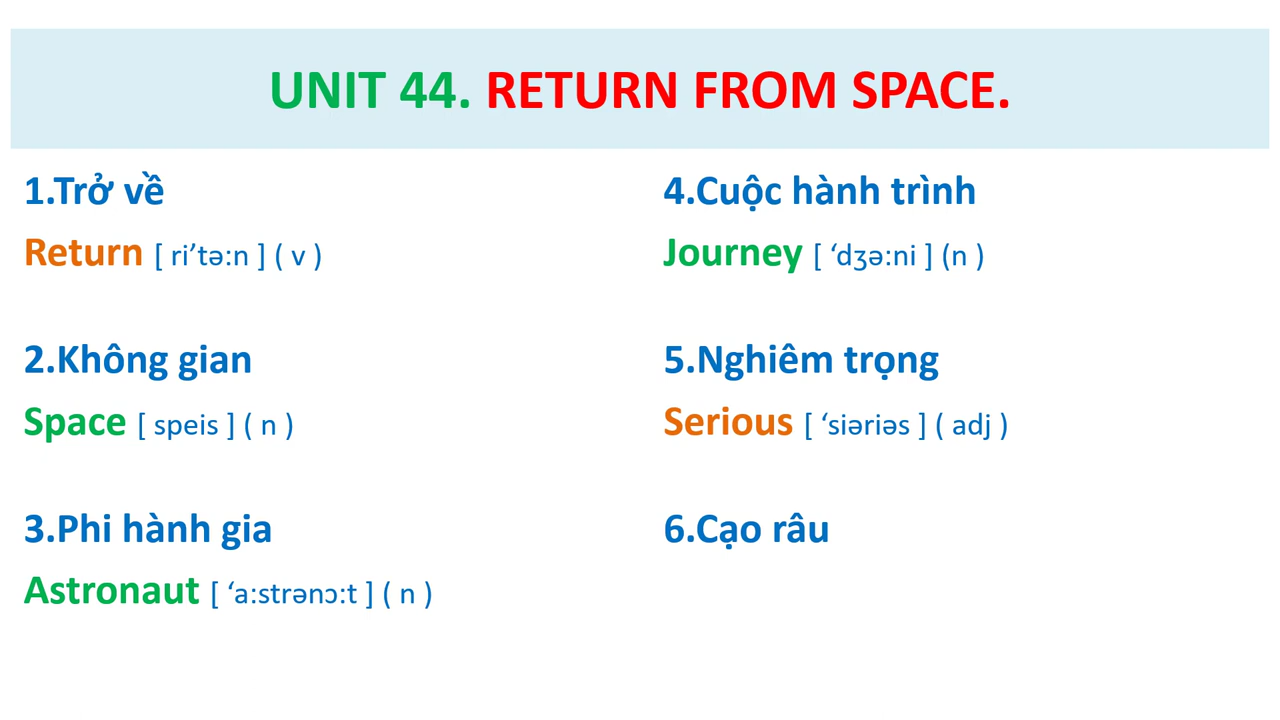 UNIT 44. RETURN FROM SPACE.
1.Trở về
Return [ ri’tə:n ] ( v )
2.Không gian
Space [ speis ] ( n )
3.Phi hành gia
Astronaut [ ‘a:strənɔ:t ] ( n )
4.Cuộc hành trình
Journey [ ‘dʒə:ni ] (n )
5.Nghiêm trọng
Serious [ ‘siəriəs ] ( adj )
6.Cạo râu